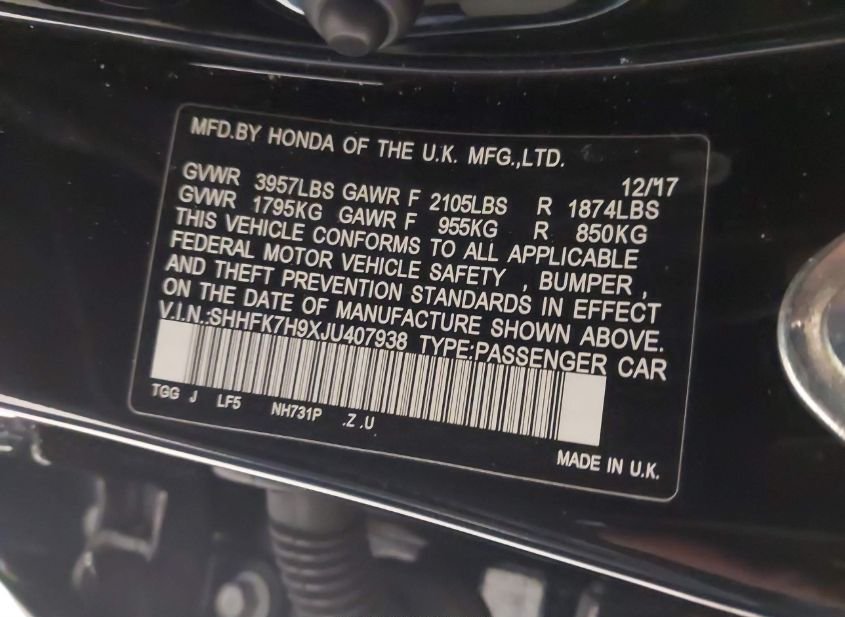 MFD.BY HONDA OF THE U.K. MFG.,LTD.
12/'17
GVWR 3957LBS GAWR F 2105LBS R 1874LBS
GVWR 1795KG GAWR F 955KG R 850KG
THIS VEHICLE CONFORMS TO ALL APPLICABLE
FEDERAL MOTOR VEHICLE SAFETY , BUMPER ,
AND THEFT PREVENTION STANDARDS IN EFFECT
ON THE DATE OF MANUFACTURE SHOWN ABOVE.
V.I.N.:SHHFK7H9XJU407938 TYPE:PASSENGER CAR
TGG J LF5 NH731P .Z .U
MADE IN U.K.